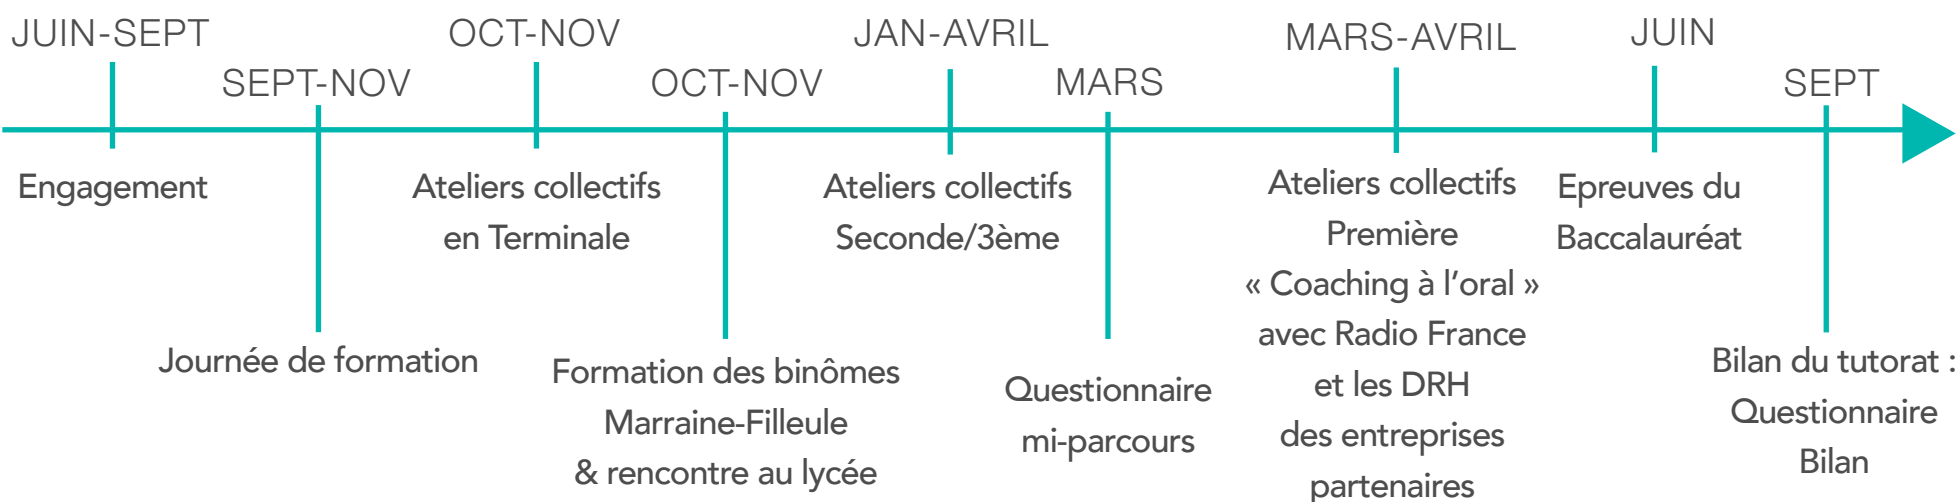 JUIN-SEPT
Engagement
SEPT-NOV
Journée de formation
OCT-NOV
Ateliers collectifs
en Terminale
OCT-NOV
Formation des binômes
Marraine-Filleule
& rencontre au lycée
JAN-AVRIL
Ateliers collectifs
Seconde/3ème
MARS
Questionnaire
mi-parcours
MARS-AVRIL
Ateliers collectifs
Première
« Coaching à l'oral »
avec Radio France
et les DRH
des entreprises
partenaires
JUIN
Epreuves du
Baccalauréat
SEPT
Bilan du tutorat :
Questionnaire
Bilan